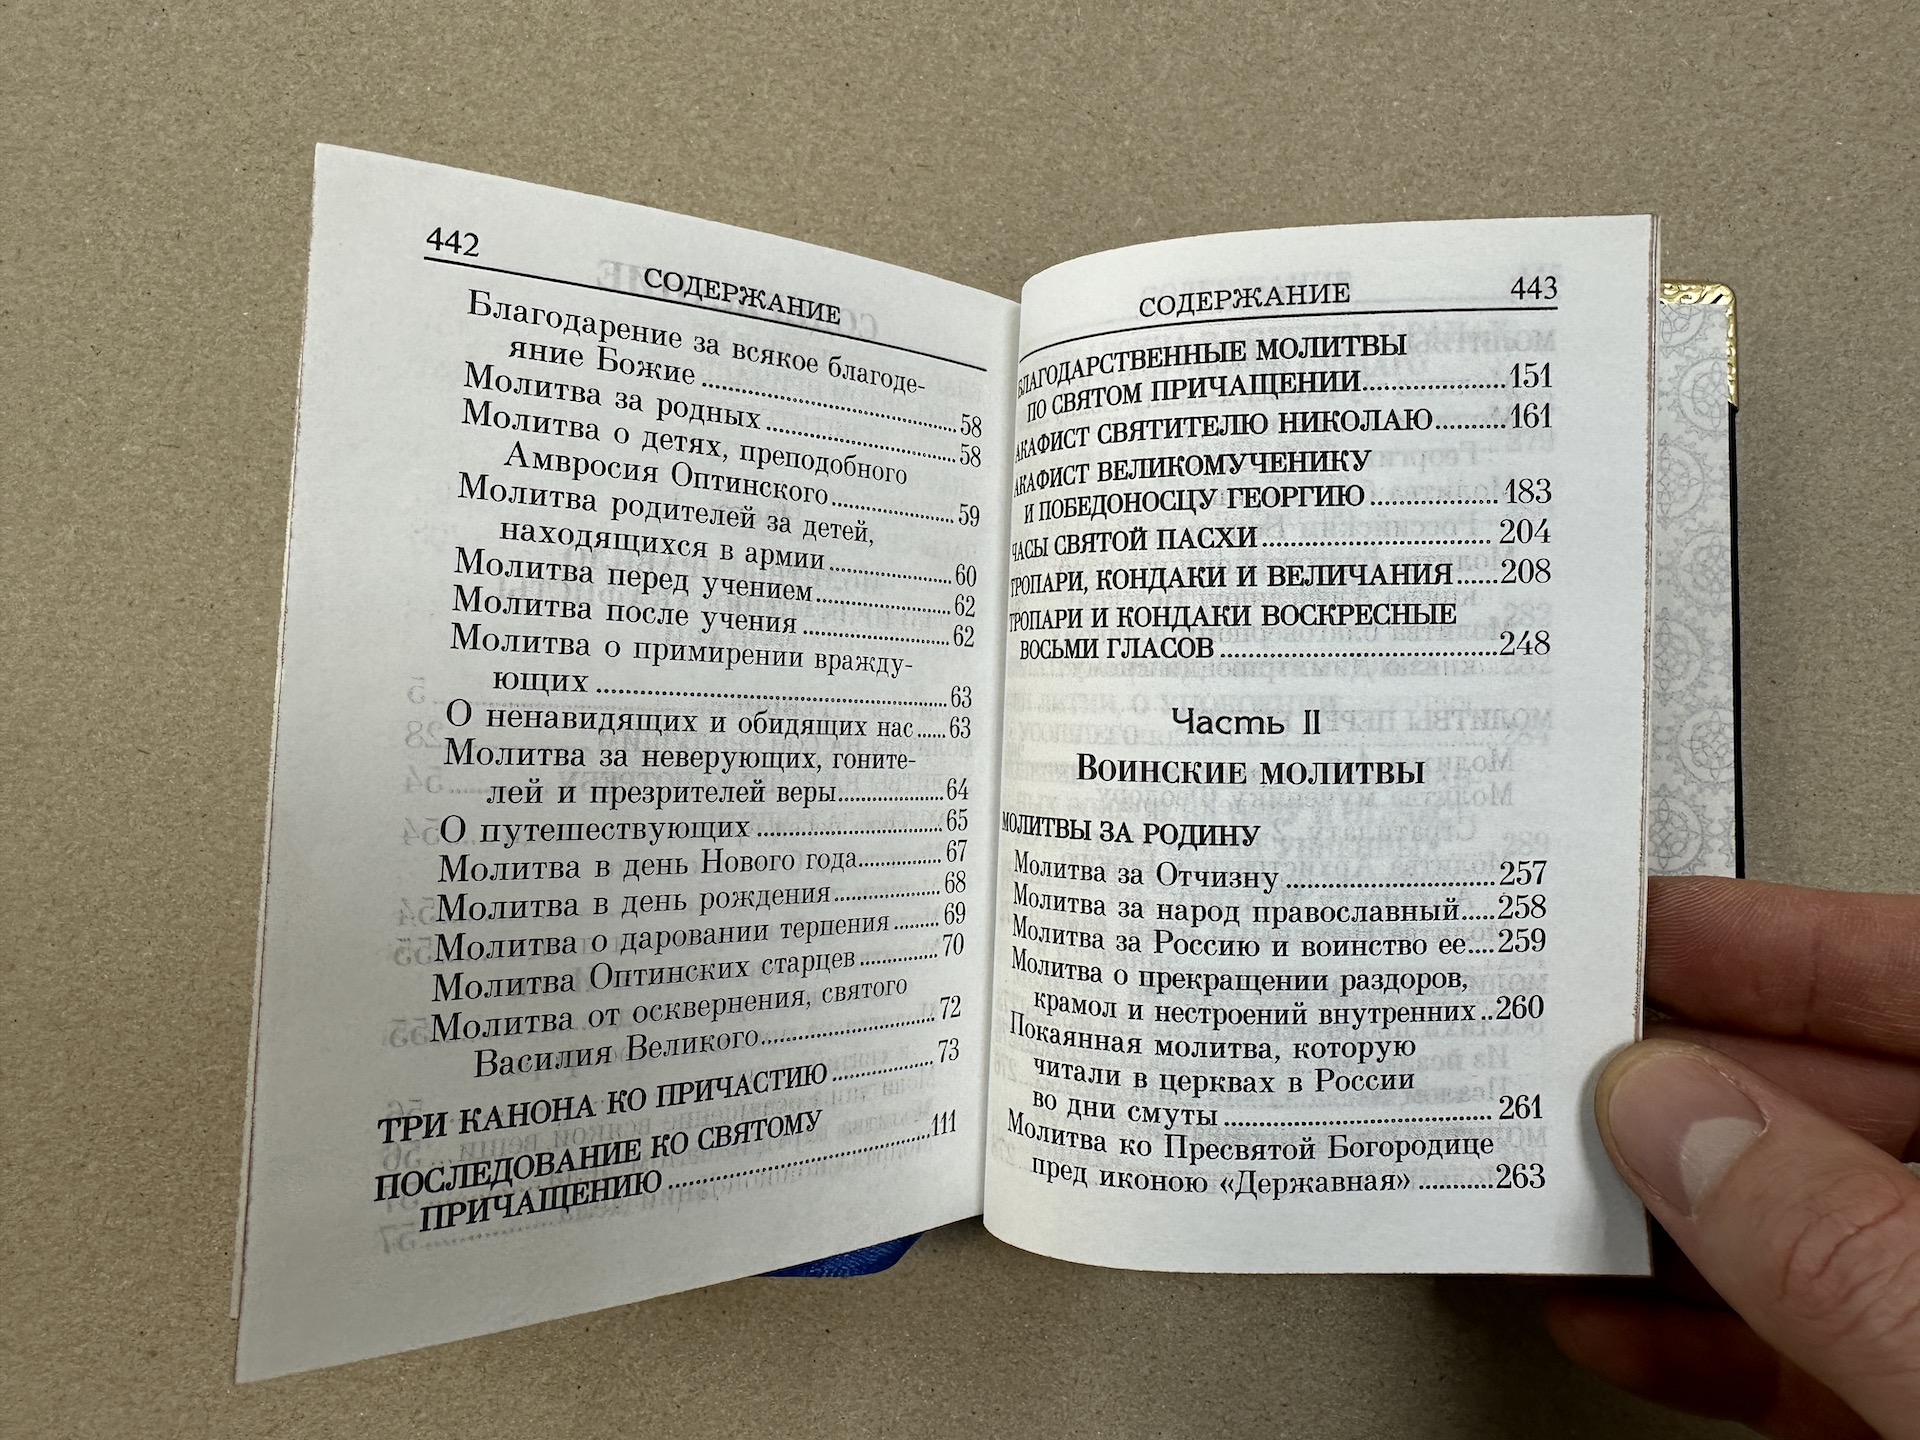 442
СОДЕРЖАНИЕ
Благодарение за всякое благоде-
яние Божие ..........58
Молитва за родных ..........58
Молитва о детях, преподобного
Амвросия Оптинского ..........59
Молитва родителей за детей,
находящихся в армии ..........60
Молитва перед учением ..........62
Молитва после учения ..........62
Молитва о примирении вражду-
ющих ..........63
О ненавидящих и обидящих нас ......63
Молитва за неверующих, гоните-
лей и презрителей веры ..........64
О путешествующих ..........65
Молитва в день Нового года ..........67
Молитва в день рождения ..........68
Молитва о даровании терпения ........69
Молитва Оптинских старцев ..........70
Молитва от осквернения, святого
Василия Великого ..........72
ТРИ КАНОНА КО ПРИЧАСТИЮ ..........73
ПОСЛЕДОВАНИЕ КО СВЯТОМУ
ПРИЧАЩЕНИЮ ..........111
СОДЕРЖАНИЕ 443
БЛАГОДАРСТВЕННЫЕ МОЛИТВЫ
ПО СВЯТОМ ПРИЧАЩЕНИИ ..........151
АКАФИСТ СВЯТИТЕЛЮ НИКОЛАЮ ..........161
АКАФИСТ ВЕЛИКОМУЧЕНИКУ
И ПОБЕДОНОСЦУ ГЕОРГИЮ ..........183
ЧАСЫ СВЯТОЙ ПАСХИ ..........204
ТРОПАРИ, КОНДАКИ И ВЕЛИЧАНИЯ ......208
ТРОПАРИ И КОНДАКИ ВОСКРЕСНЫЕ
ВОСЬМИ ГЛАСОВ ..........248
Часть II
ВОИНСКИЕ МОЛИТВЫ
МОЛИТВЫ ЗА РОДИНУ
Молитва за Отчизну ..........257
Молитва за народ православный .....258
Молитва за Россию и воинство ее ....259
Молитва о прекращении раздоров,
крамол и нестроений внутренних ..260
Покаянная молитва, которую
читали в церквах в России
во дни смуты ..........261
Молитва ко Пресвятой Богородице
пред иконою «Державная» ..........263